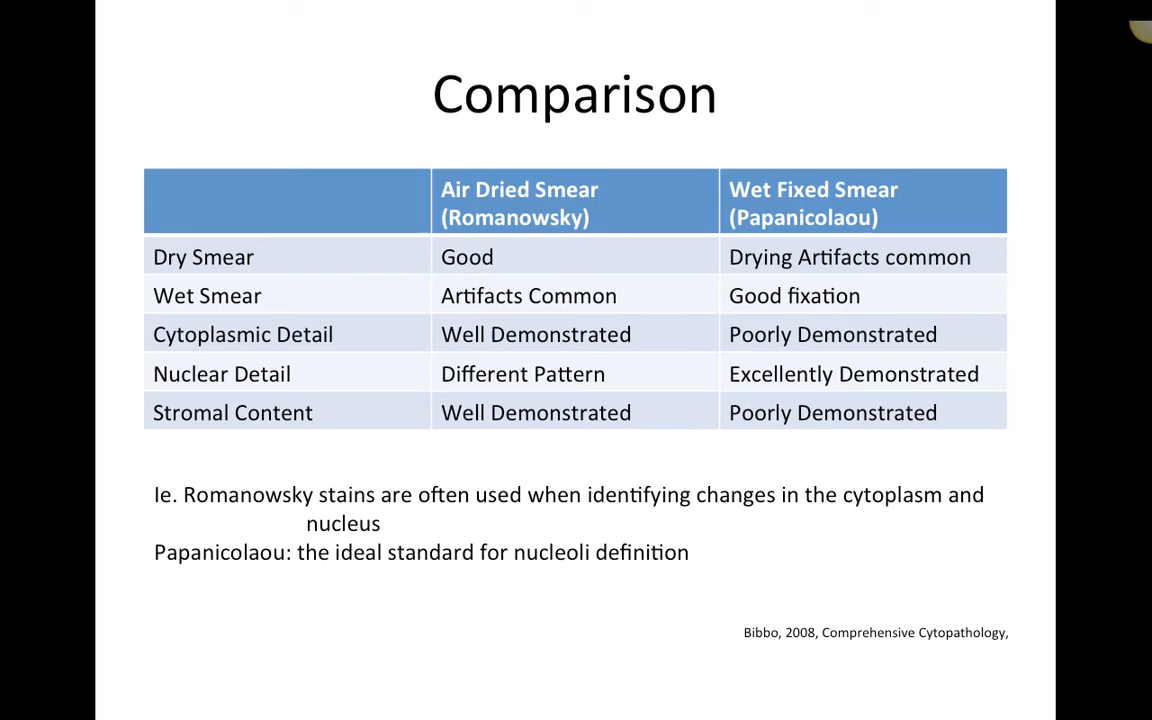 Comparison
Air Dried Smear (Romanowsky) Wet Fixed Smear (Papanicolaou)
Dry Smear Good Drying Artifacts common
Wet Smear Artifacts Common Good fixation
Cytoplasmic Detail Well Demonstrated Poorly Demonstrated
Nuclear Detail Different Pattern Excellently Demonstrated
Stromal Content Well Demonstrated Poorly Demonstrated
Ie. Romanowsky stains are often used when identifying changes in the cytoplasm and
nucleus
Papanicolaou: the ideal standard for nucleoli definition
Bibbo, 2008, Comprehensive Cytopathology,